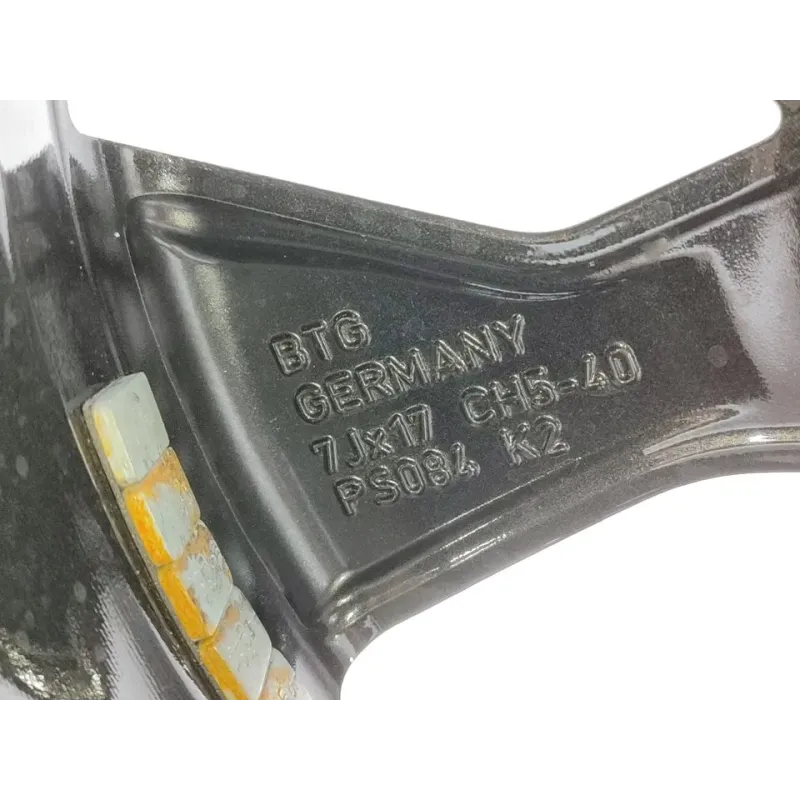 BTG
GERMANY
7Jx17 CH5-40
PS084 K2